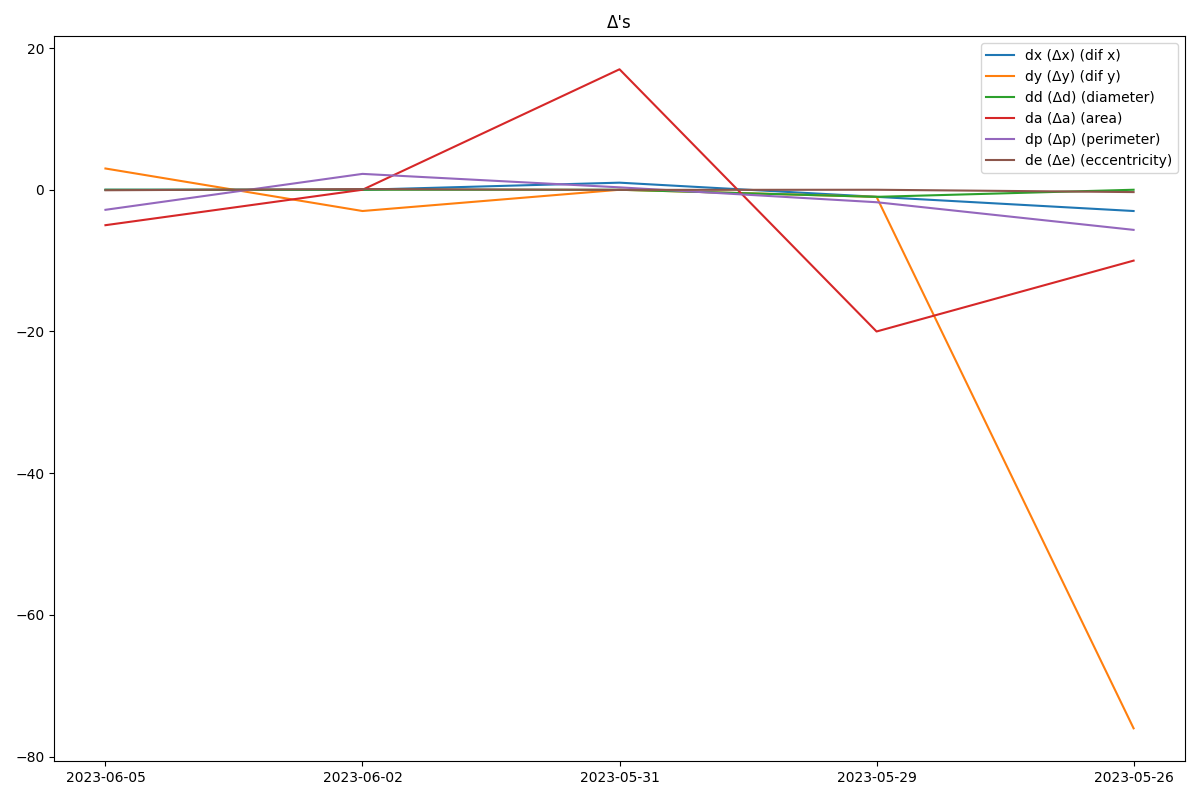 Δ's
dx (Δx) (dif x)
dy (Δy) (dif y)
dd (Δd) (diameter)
da (Δa) (area)
dp (Δp) (perimeter)
de (Δe) (eccentricity)
20
0
−20
−40
−60
−80
2023-06-05 2023-06-02 2023-05-31 2023-05-29 2023-05-26